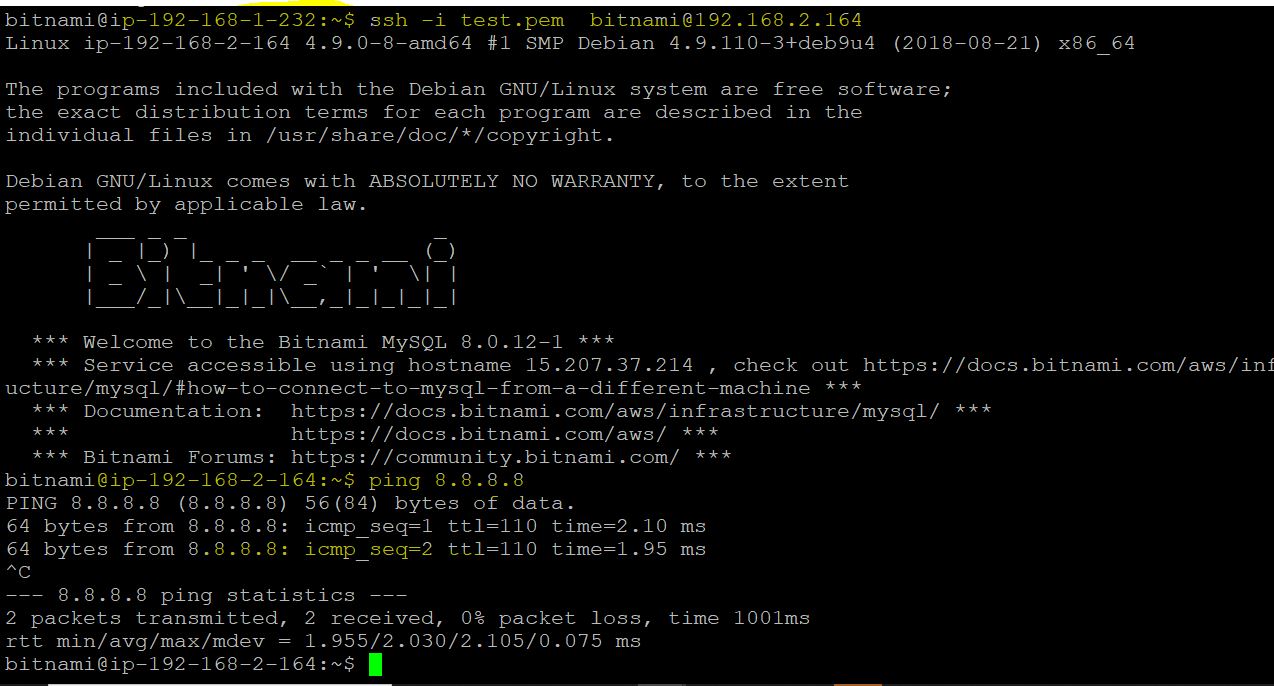 bitnami@ip-192-168-1-232:~$ ssh -i test.pem  bitnami@192.168.2.164
Linux ip-192-168-2-164 4.9.0-8-amd64 #1 SMP Debian 4.9.110-3+deb9u4 (2018-08-21) x86_64
The programs included with the Debian GNU/Linux system are free software;
the exact distribution terms for each program are described in the
individual files in /usr/share/doc/*/copyright.
Debian GNU/Linux comes with ABSOLUTELY NO WARRANTY, to the extent
permitted by applicable law.
Bitnami
*** Welcome to the Bitnami MySQL 8.0.12-1 ***
*** Service accessible using hostname 15.207.37.214 , check out https://docs.bitnami.com/aws/inf
ucture/mysql/#how-to-connect-to-mysql-from-a-different-machine ***
*** Documentation:  https://docs.bitnami.com/aws/infrastructure/mysql/ ***
***                 https://docs.bitnami.com/aws/ ***
*** Bitnami Forums: https://community.bitnami.com/ ***
bitnami@ip-192-168-2-164:~$ ping 8.8.8.8
PING 8.8.8.8 (8.8.8.8) 56(84) bytes of data.
64 bytes from 8.8.8.8: icmp_seq=1 ttl=110 time=2.10 ms
64 bytes from 8.8.8.8: icmp_seq=2 ttl=110 time=1.95 ms
^C
--- 8.8.8.8 ping statistics ---
2 packets transmitted, 2 received, 0% packet loss, time 1001ms
rtt min/avg/max/mdev = 1.955/2.030/2.105/0.075 ms
bitnami@ip-192-168-2-164:~$